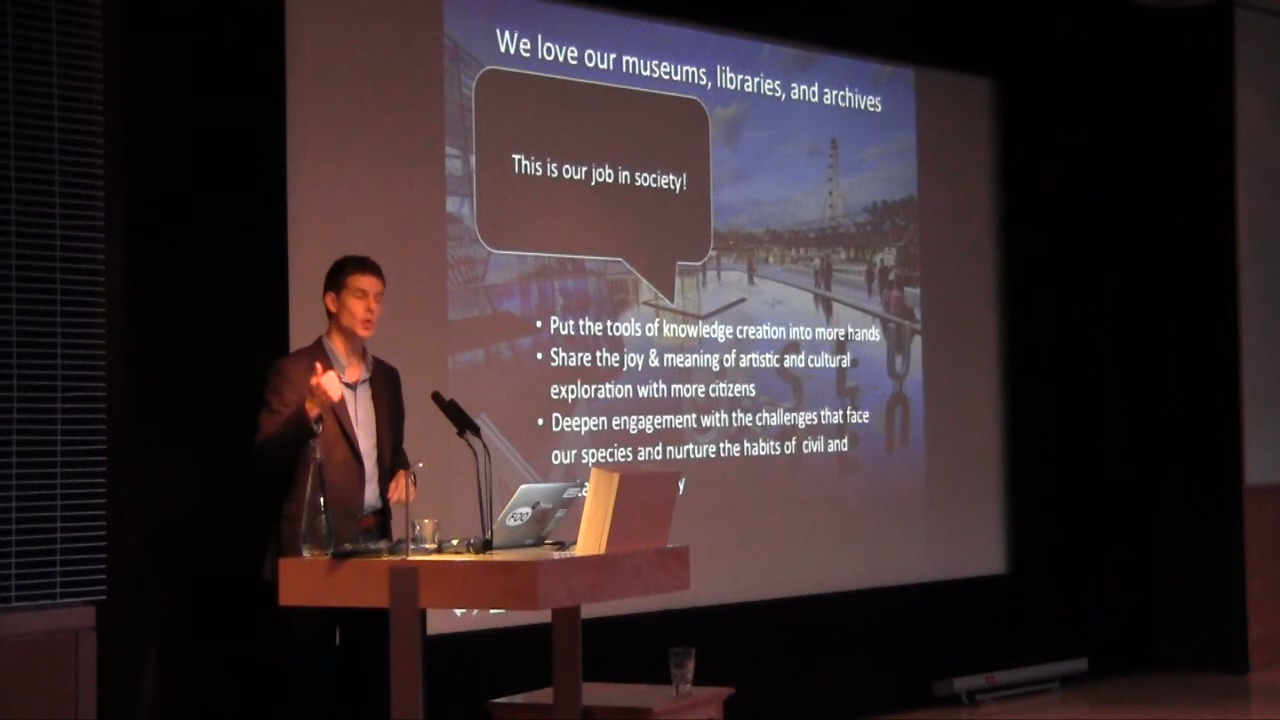 We love our museums, libraries, and archives
This is our job in society!
• Put the tools of knowledge creation into more hands
• Share the joy & meaning of artistic and cultural
exploration with more citizens
• Deepen engagement with the challenges that face
our species and nurture the habits of civil and
FOO